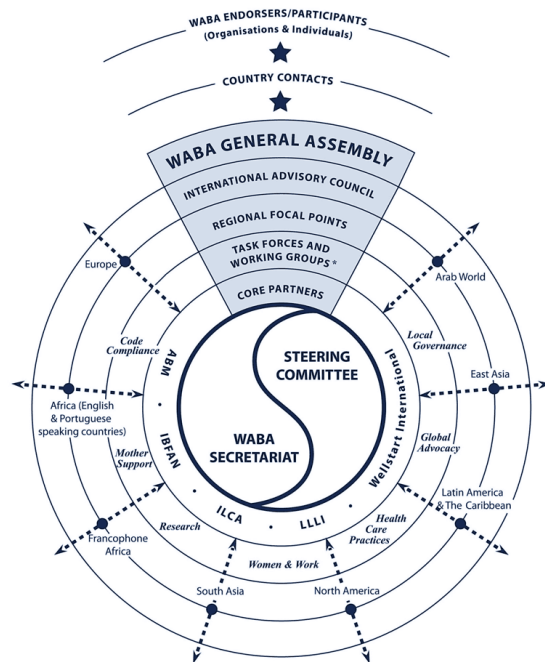 WABA ENDORSERS/PARTICIPANTS
(Organisations & Individuals)
COUNTRY CONTACTS
WABA GENERAL ASSEMBLY
INTERNATIONAL ADVISORY COUNCIL
REGIONAL FOCAL POINTS
TASK FORCES AND
WORKING GROUPS*
CORE PARTNERS
Europe
Arab World
Code
Compliance
Local
Governance
ABM
STEERING
COMMITTEE
Wellstart International
East Asia
Africa (English
& Portuguese
speaking countries)
WABA
SECRETARIAT
IBFAN
Mother
Support
Global
Advocacy
Latin America
& The Caribbean
ILCA
LLLI
Research
Health
Care
Practices
Francophone
Africa
Women & Work
South Asia
North America